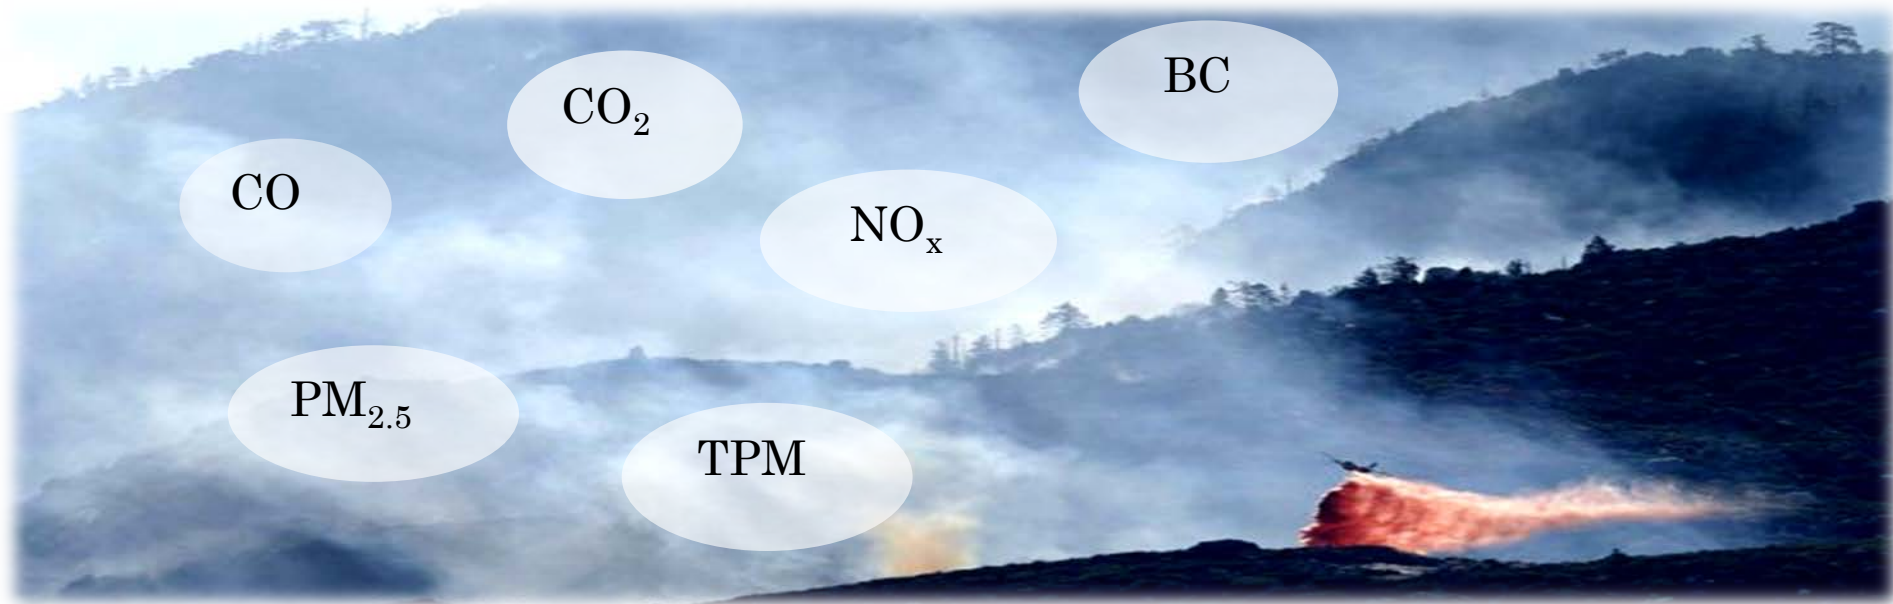 BC
CO₂
CO
NOₓ
PM₂.₅
TPM